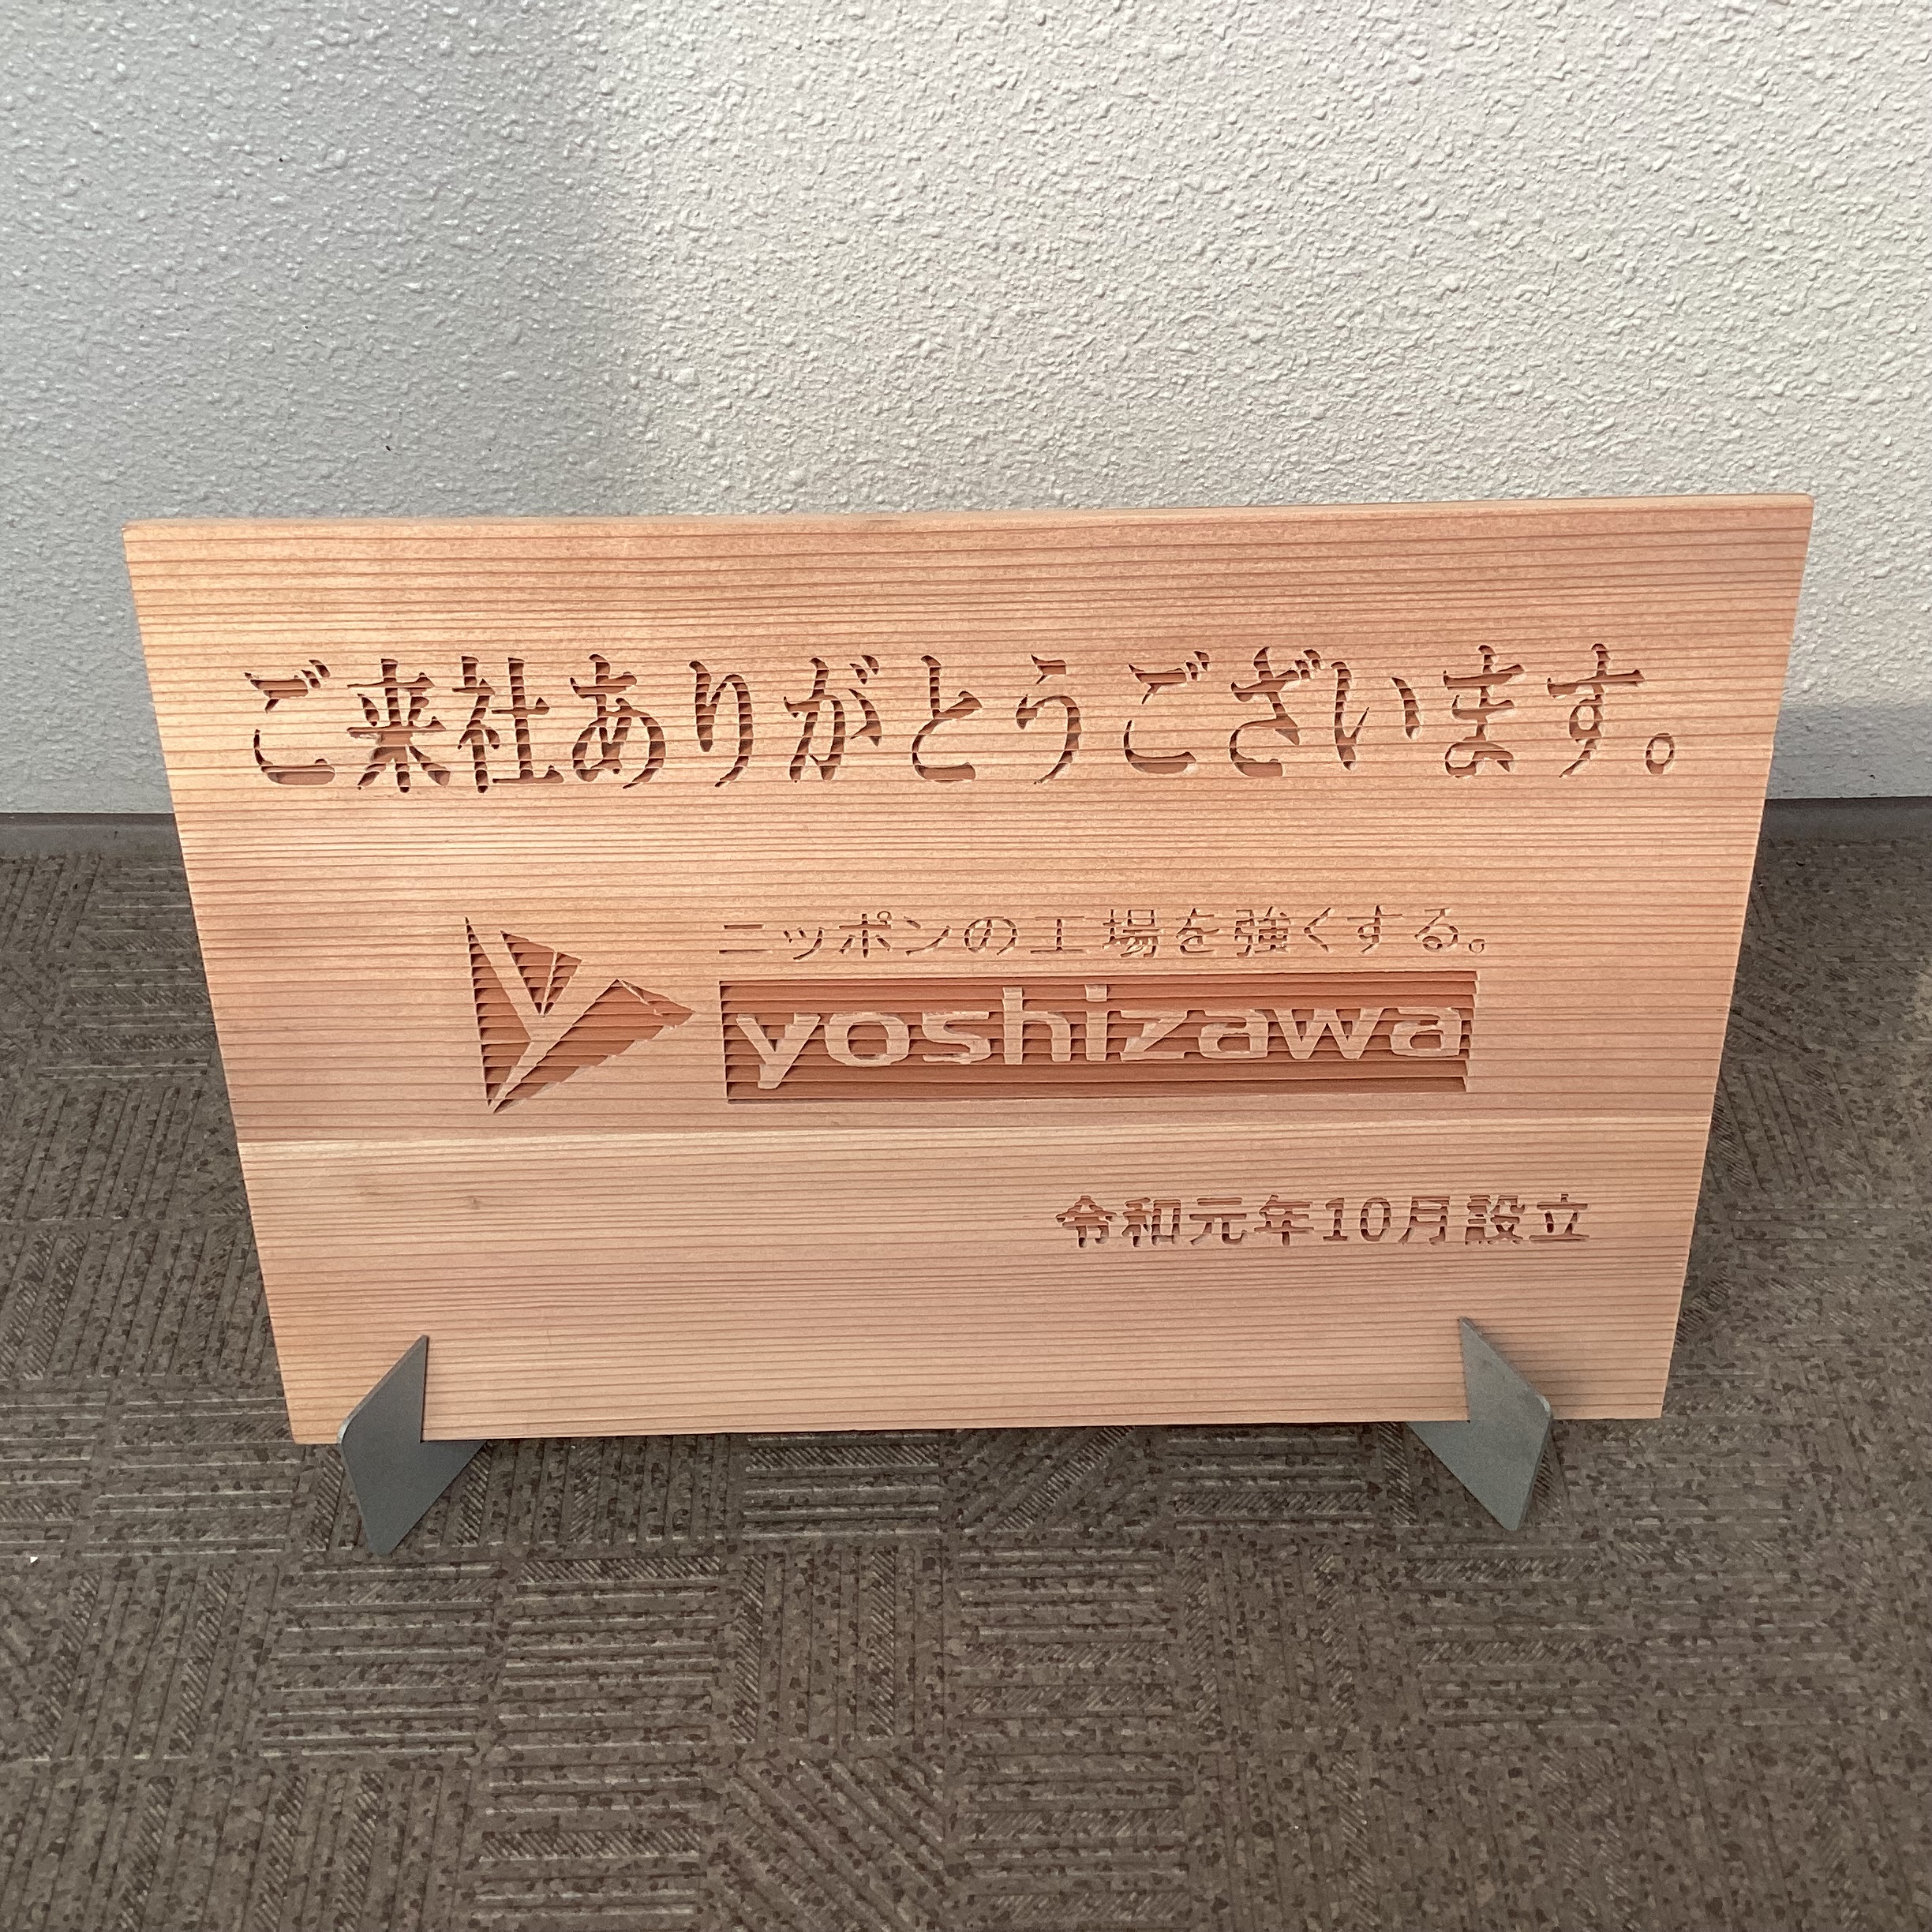 ご来社ありがとうございます。
ニッポンの工場を強くする。
yoshizawa
令和元年10月設立